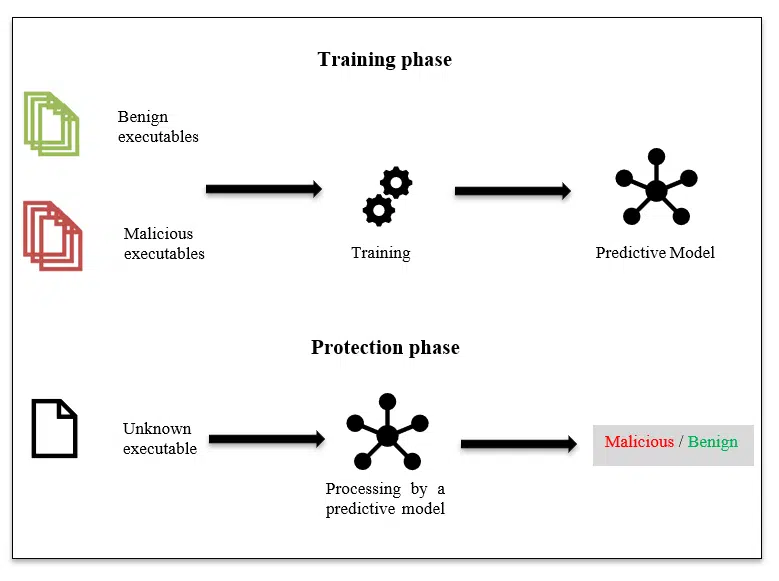 Training phase
Benign
executables
Malicious
executables
Training
Predictive Model
Protection phase
Unknown
executable
Processing by a
predictive model
Malicious / Benign